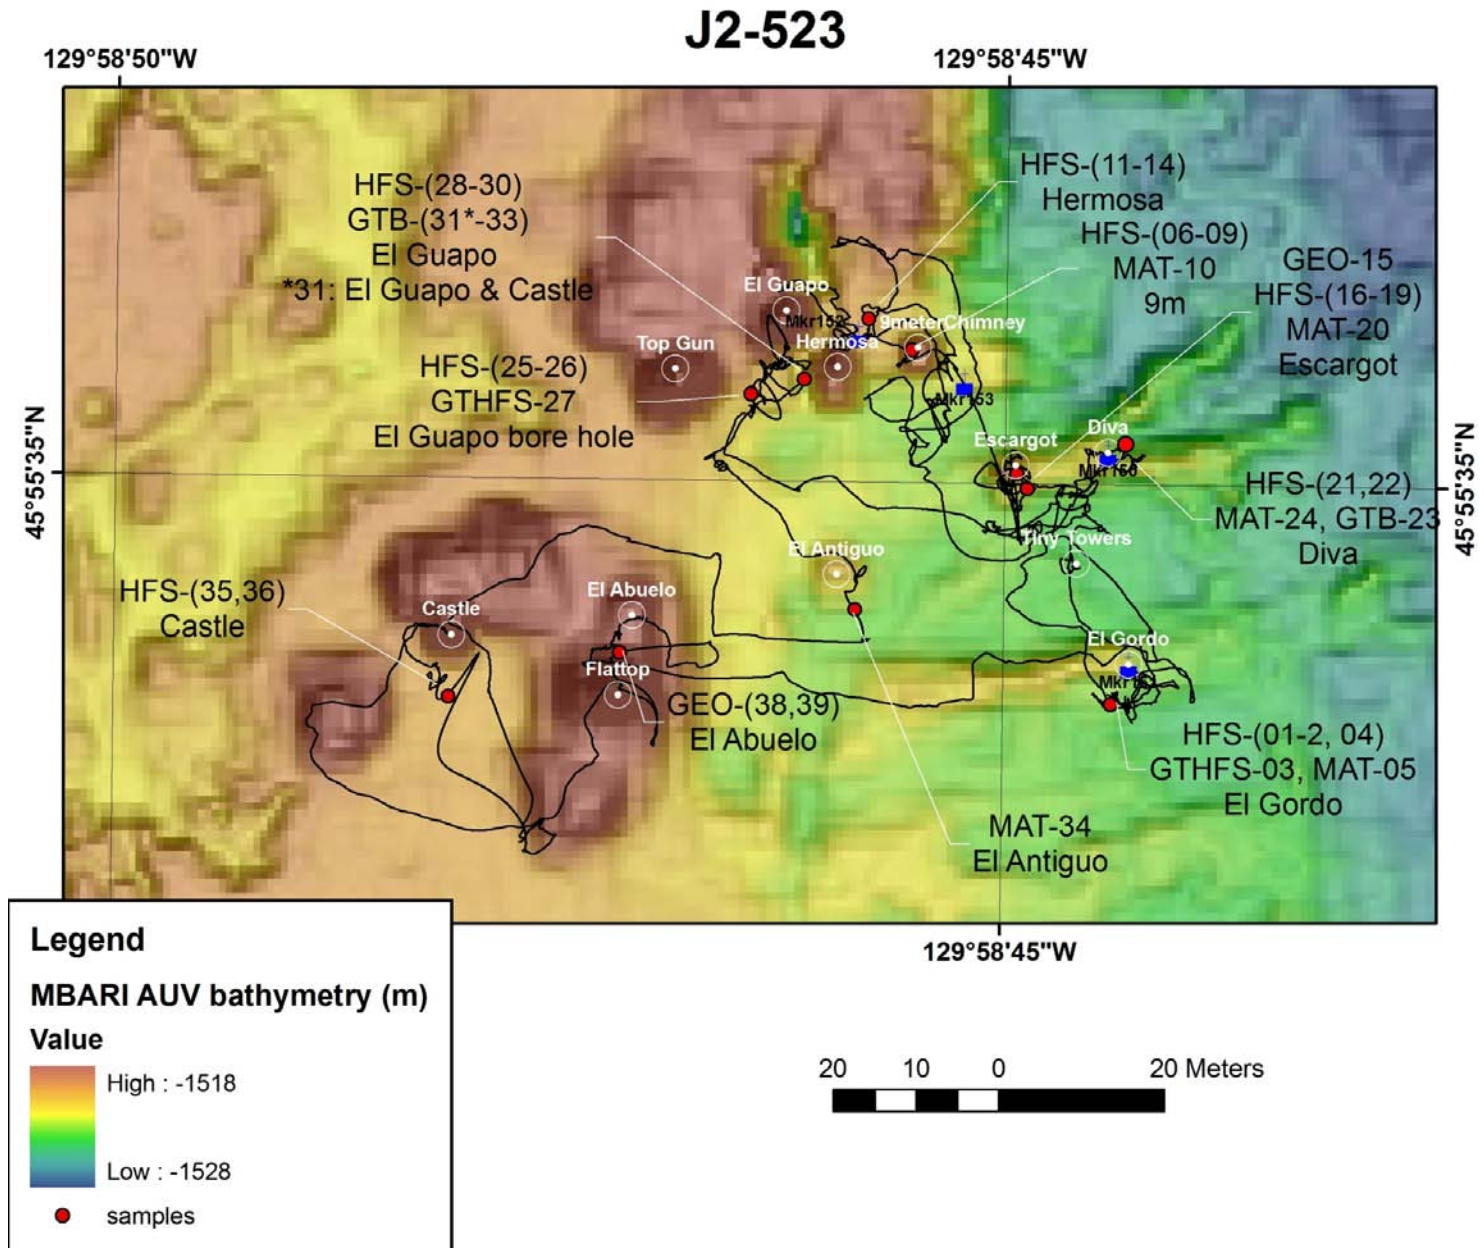 J2-523
129°58'50"W
129°58'45"W
HFS-(28-30)
GTB-(31*-33)
El Guapo
*31: El Guapo & Castle
HFS-(11-14)
Hermosa
HFS-(06-09)
MAT-10
9m
GEO-15
HFS-(16-19)
MAT-20
Escargot
El Guapo
9meterChimney
Top Gun
Hermosa
HFS-(25-26)
GTHFS-27
El Guapo bore hole
Mkr153
Escargot
Diva
45°55'35"N
45°55'35"N
HFS-(21,22)
MAT-24, GTB-23
Diva
El Antiguo
Tiny Towers
HFS-(35,36)
Castle
Castle
El Abuelo
El Gordo
Flattop
GEO-(38,39)
El Abuelo
HFS-(01-2, 04)
GTHFS-03, MAT-05
El Gordo
MAT-34
El Antiguo
129°58'45"W
Legend
MBARI AUV bathymetry (m)
Value
High : -1518
Low : -1528
samples
20 10 0 20 Meters